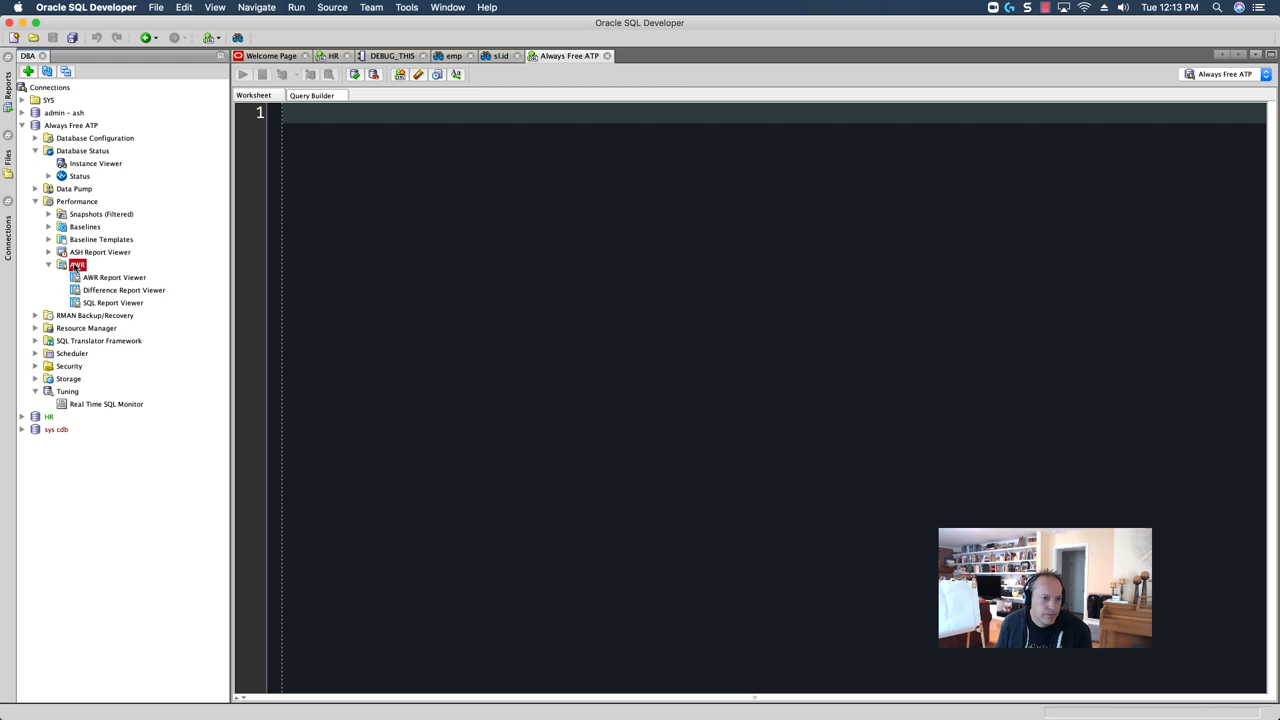 SQL Developer File Edit View Navigate Run Source Team Tools Window Help
Tue 12:13 PM
Oracle SQL Developer
DBA
Welcome Page
HR
DEBUG_THIS
emp
sl.id
Always Free ATP
Always Free ATP
Worksheet
Query Builder
1
Reports
Files
Connections
Connections
SYS
admin - ash
Always Free ATP
Database Configuration
Database Status
Instance Viewer
Status
Data Pump
Performance
Snapshots (Filtered)
Baselines
Baseline Templates
ASH Report Viewer
AWR
AWR Report Viewer
Difference Report Viewer
SQL Report Viewer
RMAN Backup/Recovery
Resource Manager
SQL Translator Framework
Scheduler
Security
Storage
Tuning
Real Time SQL Monitor
HR
sys cdb